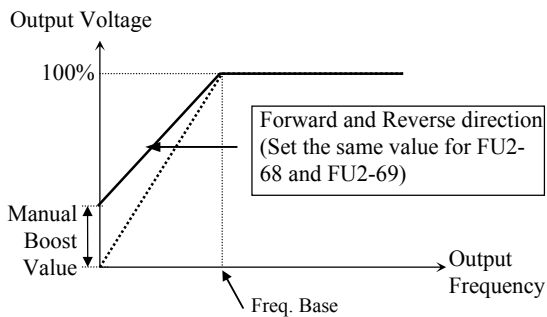 Output Voltage
100%
Forward and Reverse direction
(Set the same value for FU2-
68 and FU2-69)
Manual
Boost
Value
Output
Frequency
Freq. Base